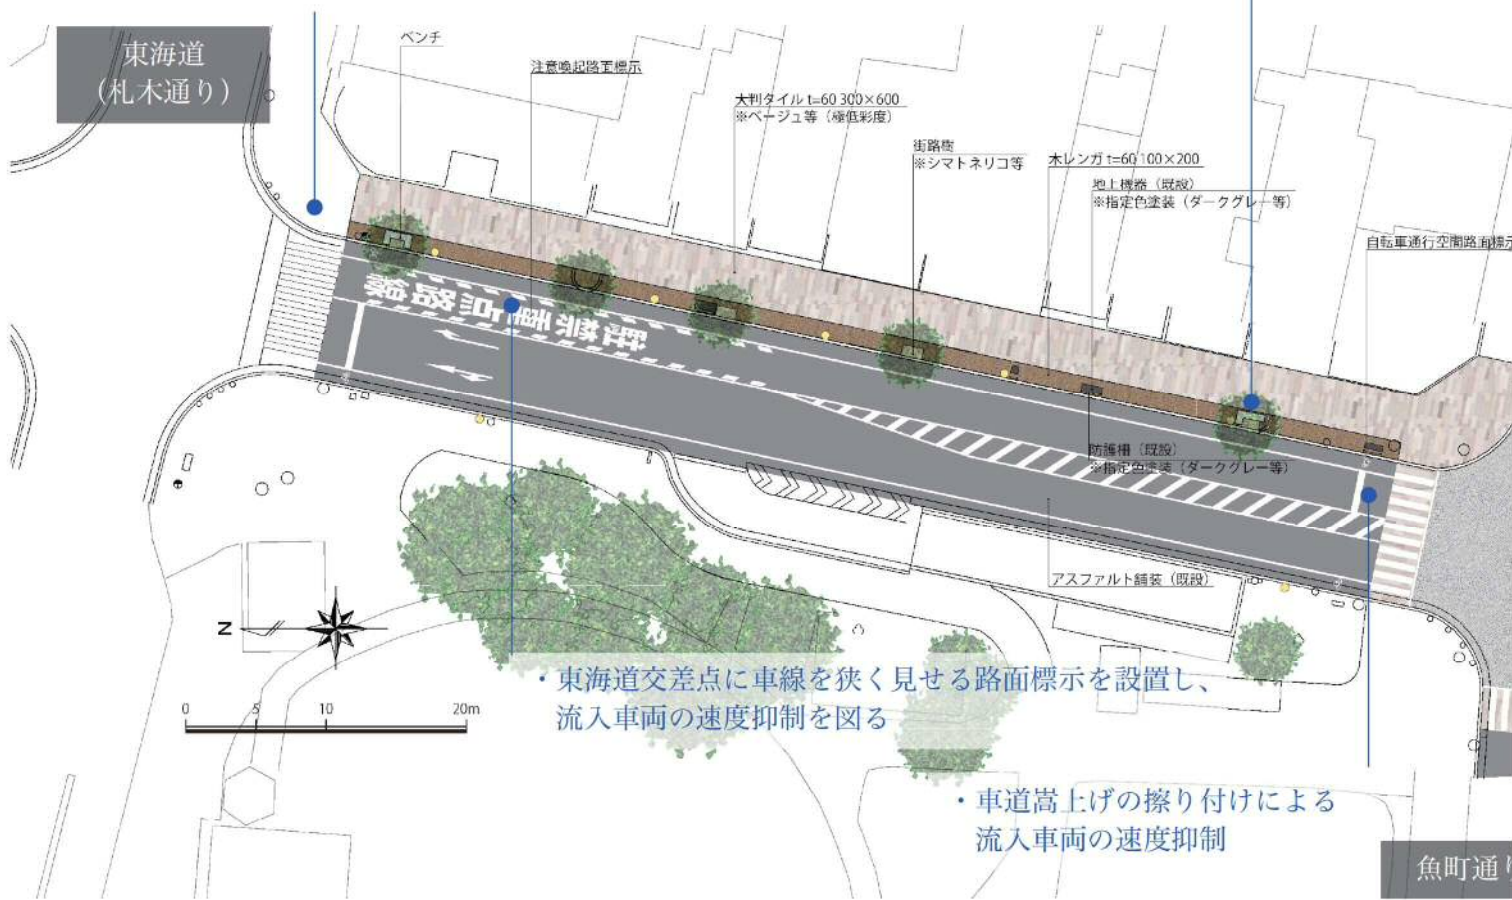 東海道
（札木通り）
ベンチ
注意喚起路面標示
大判タイル t=60 300×600
※ベージュ等（極低彩度）
街路樹
※シマトネリコ等
木レンガ t=60 100×200
地上機器（既設）
※指定色塗装（ダークグレー等）
自転車通行空間路面標示
駐禁重点路線
防護柵（既設）
※指定色塗装（ダークグレー等）
アスファルト舗装（既設）
N
0 5 10 20m
・東海道交差点に車線を狭く見せる路面標示を設置し、
流入車両の速度抑制を図る
・車道嵩上げの擦り付けによる
流入車両の速度抑制
魚町通り